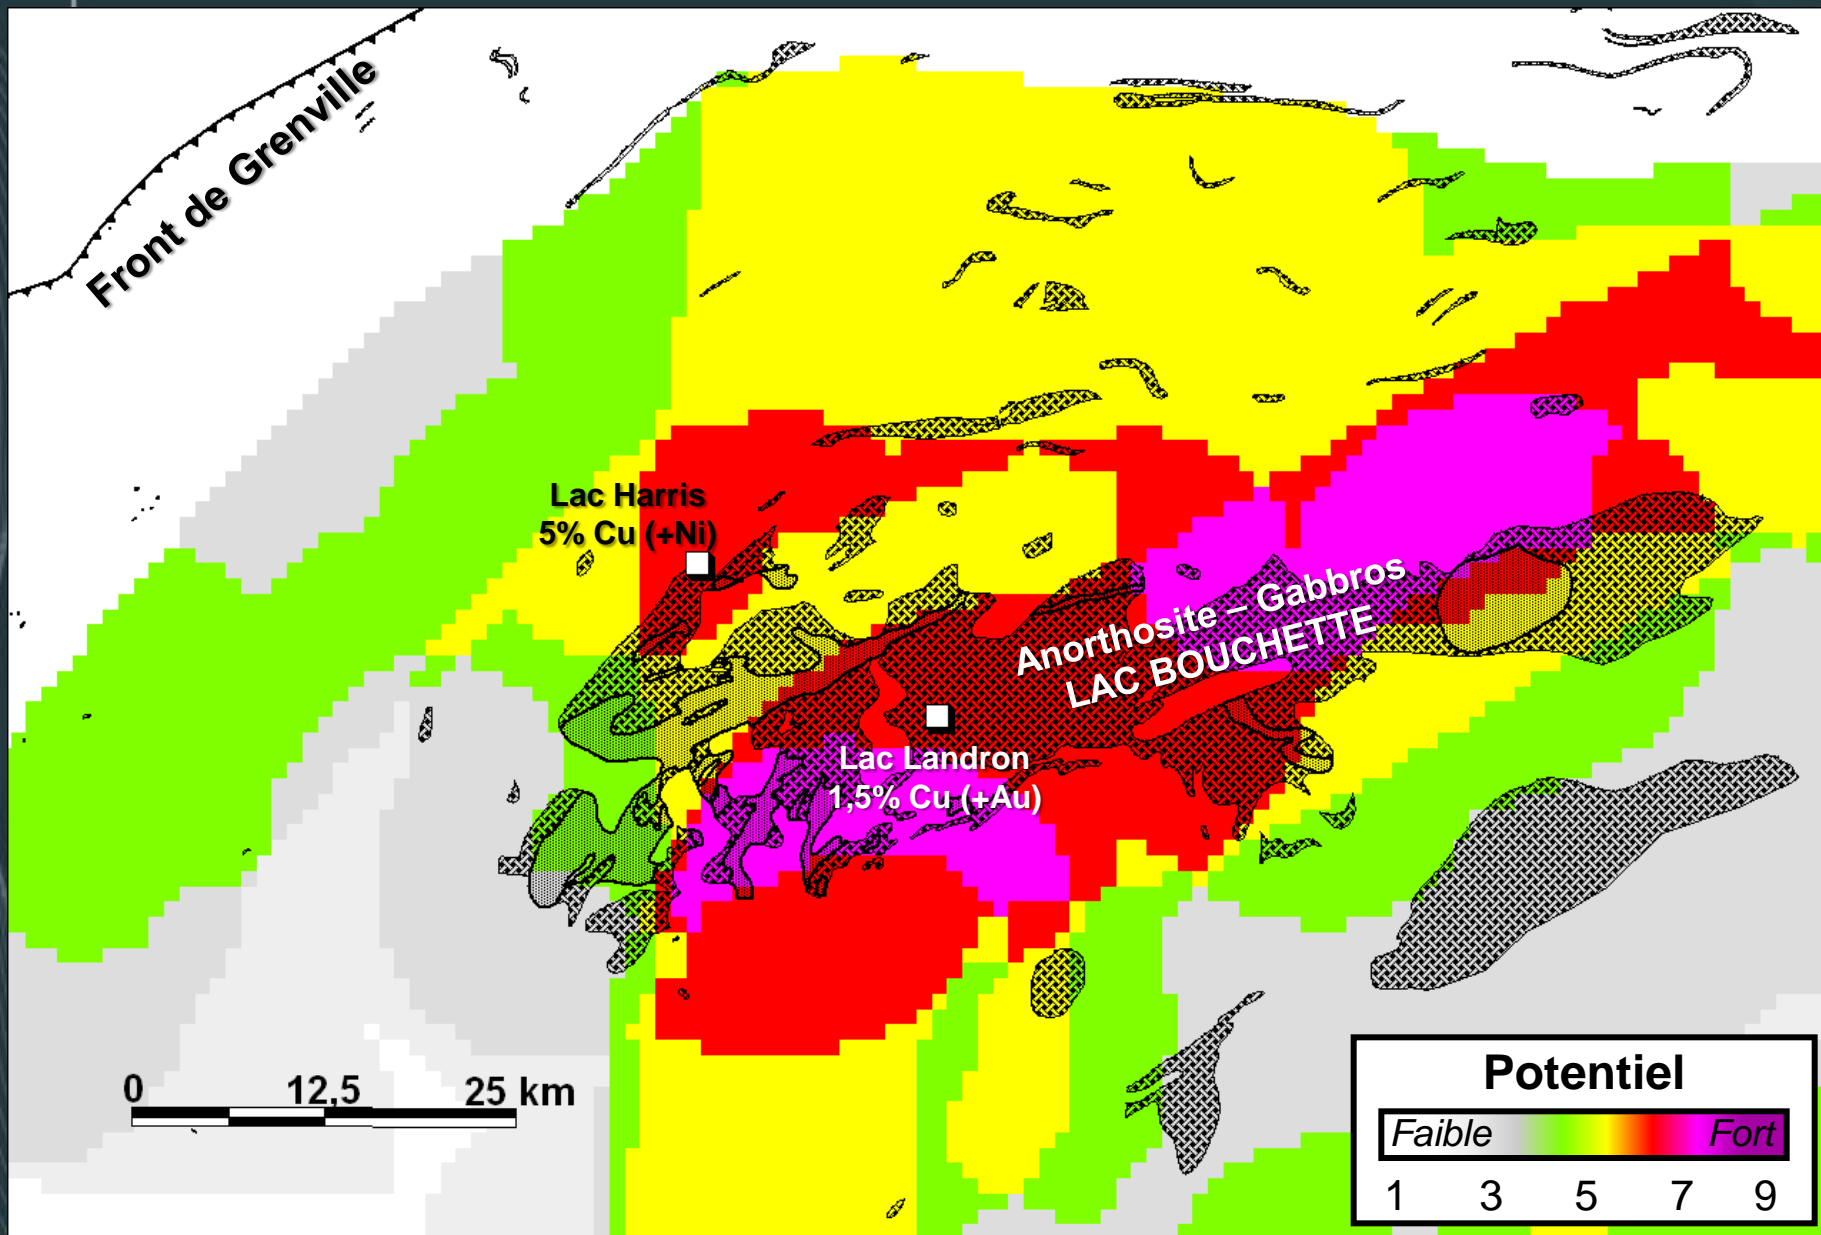 Front de Grenville
Lac Harris
5% Cu (+Ni)
Anorthosite – Gabbros
LAC BOUCHETTE
Lac Landron
1,5% Cu (+Au)
0 12,5 25 km
Potentiel
Faible Fort
1 3 5 7 9